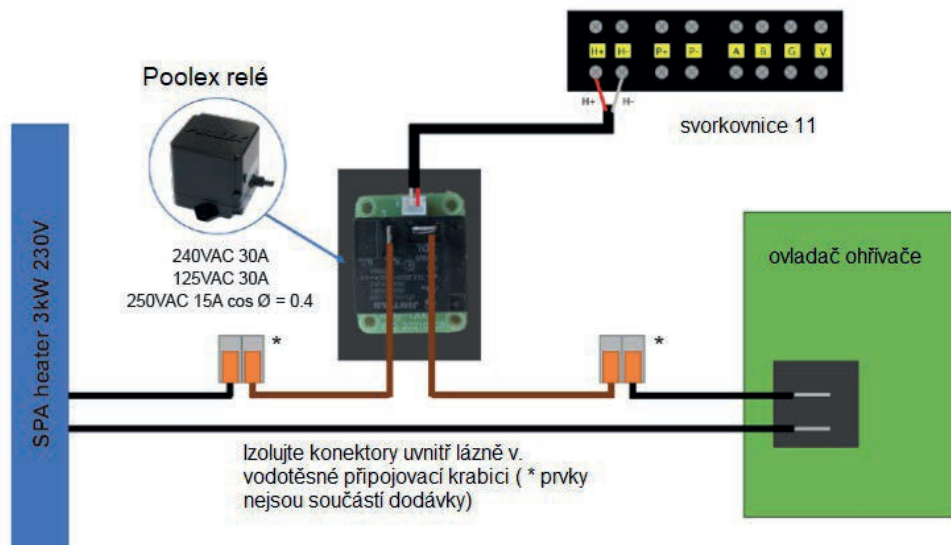 H+ H- P+ P- A B G V
H+ H-
svorkovnice 11
Poolex relé
240VAC 30A
125VAC 30A
250VAC 15A cos Ø = 0.4
ovladač ohřívače
SPA heater 3kW 230V
*
*
Izolujte konektory uvnitř lázně v.
vodotěsné připojovací krabici ( * prvky
nejsou součástí dodávky)